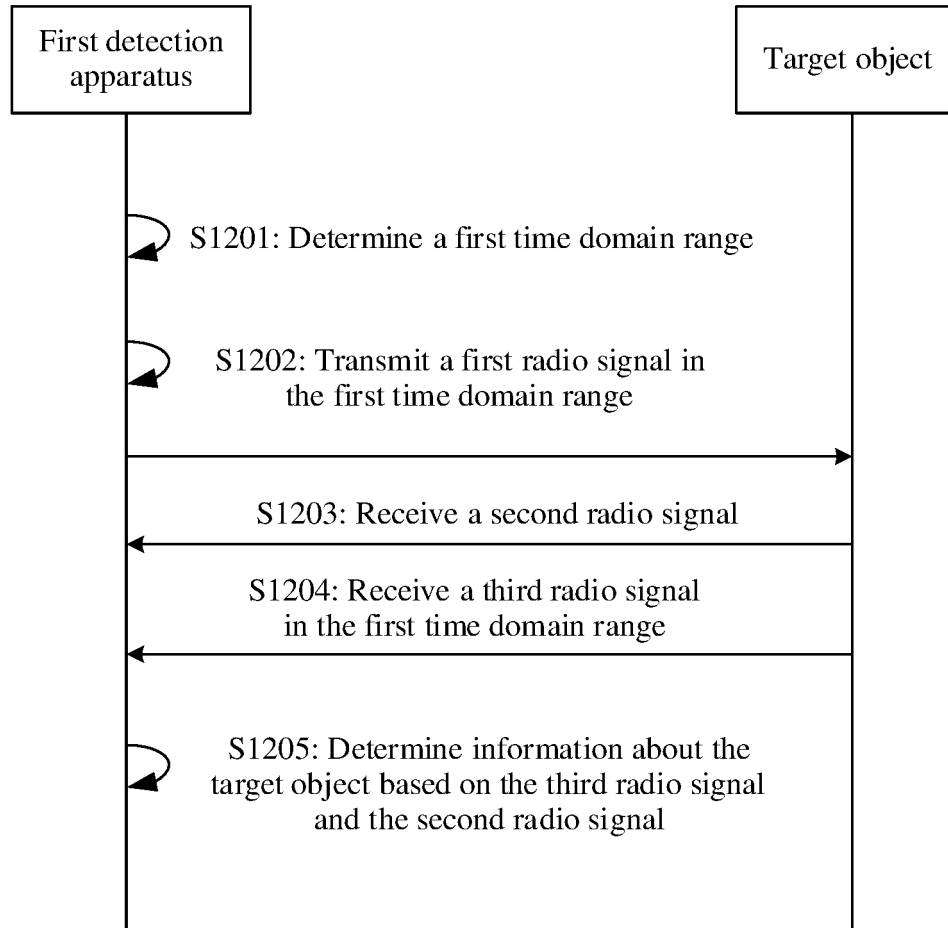 First detection
apparatus
Target object
S1201: Determine a first time domain range
S1202: Transmit a first radio signal in
the first time domain range
S1203: Receive a second radio signal
S1204: Receive a third radio signal
in the first time domain range
S1205: Determine information about the
target object based on the third radio signal
and the second radio signal